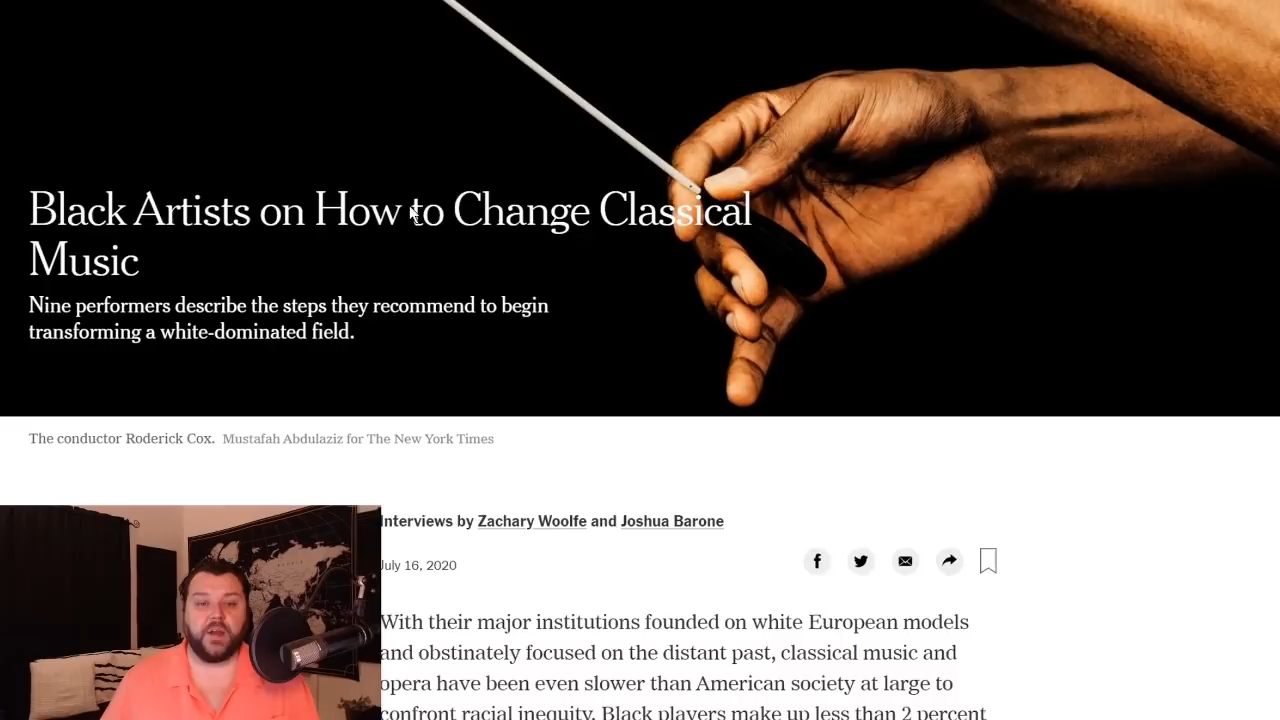 Black Artists on How to Change Classical
Music
Nine performers describe the steps they recommend to begin
transforming a white-dominated field.
The conductor Roderick Cox. Mustafah Abdulaziz for The New York Times
Interviews by Zachary Woolfe and Joshua Barone
July 16, 2020
With their major institutions founded on white European models
and obstinately focused on the distant past, classical music and
opera have been even slower than American society at large to
confront racial inequity. Black players make up less than 2 percent